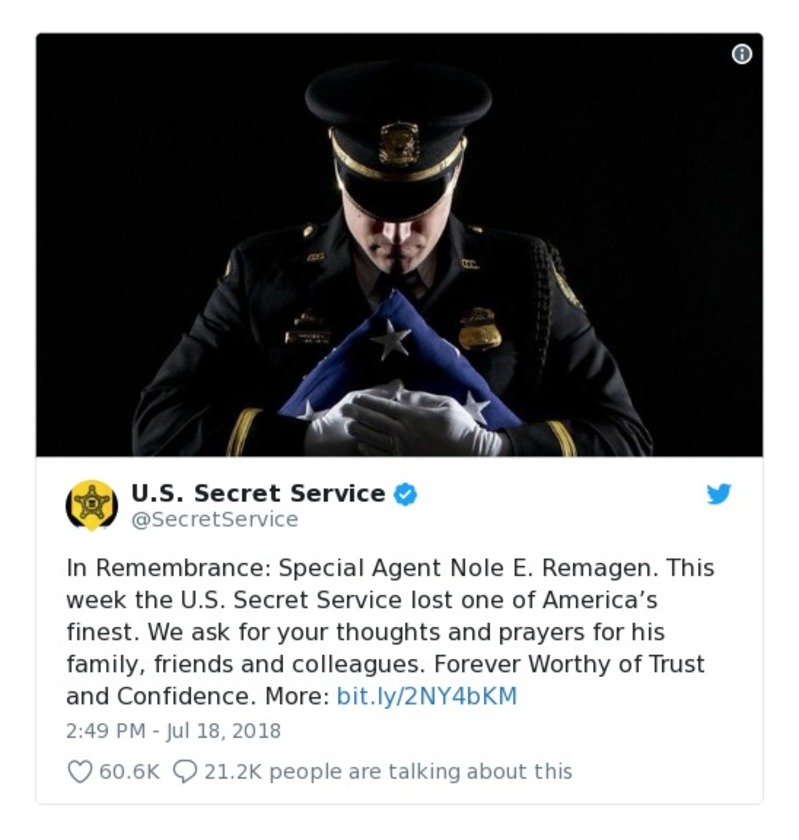 U.S. Secret Service
@SecretService
In Remembrance: Special Agent Nole E. Remagen. This
week the U.S. Secret Service lost one of America’s
finest. We ask for your thoughts and prayers for his
family, friends and colleagues. Forever Worthy of Trust
and Confidence. More: bit.ly/2NY4bKM
2:49 PM - Jul 18, 2018
60.6K 21.2K people are talking about this